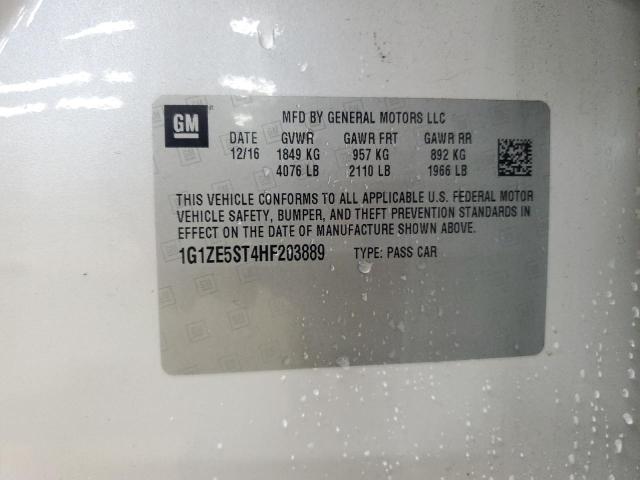 GM
MFD BY GENERAL MOTORS LLC
DATE GVWR GAWR FRT GAWR RR
12/16 1849 KG 957 KG 892 KG
4076 LB 2110 LB 1966 LB
THIS VEHICLE CONFORMS TO ALL APPLICABLE U.S. FEDERAL MOTOR
VEHICLE SAFETY, BUMPER, AND THEFT PREVENTION STANDARDS IN
EFFECT ON THE DATE OF MANUFACTURE SHOWN ABOVE.
1G1ZE5ST4HF203889 TYPE: PASS CAR